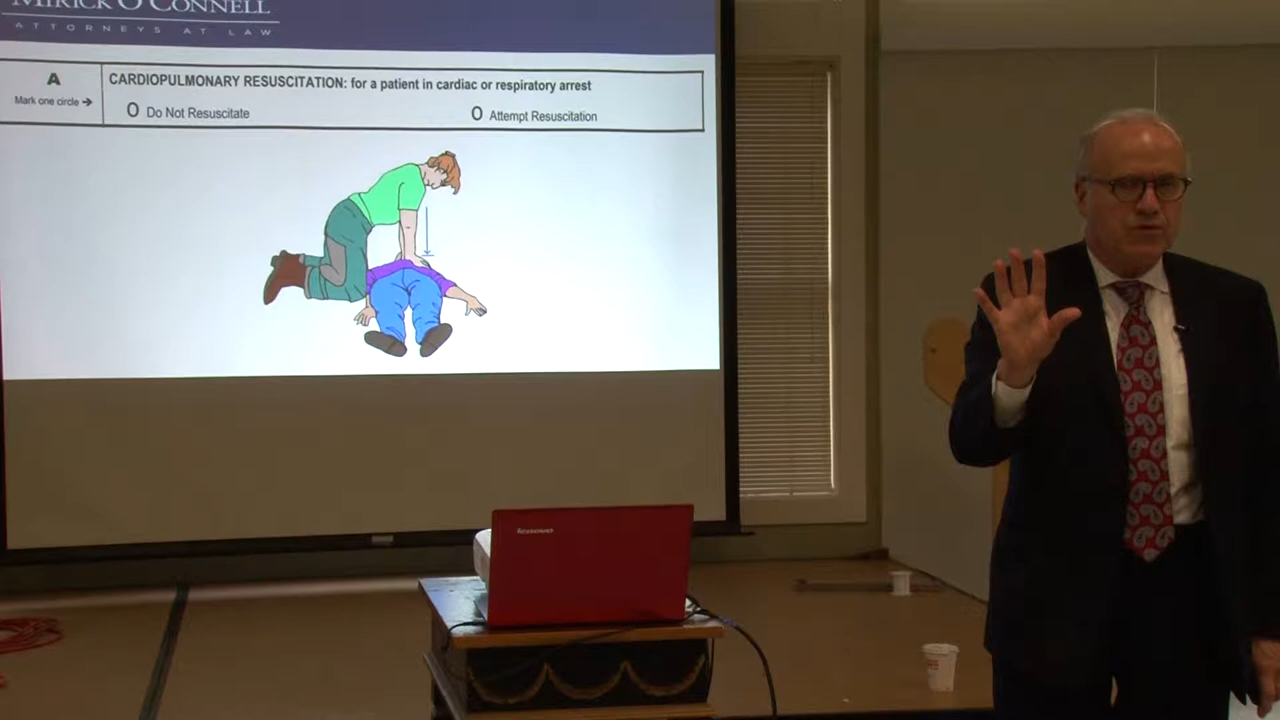 MIRICK O'CONNELL
ATTORNEYS AT LAW
A
Mark one circle →
CARDIOPULMONARY RESUSCITATION: for a patient in cardiac or respiratory arrest
O Do Not Resuscitate
O Attempt Resuscitation
lenovo